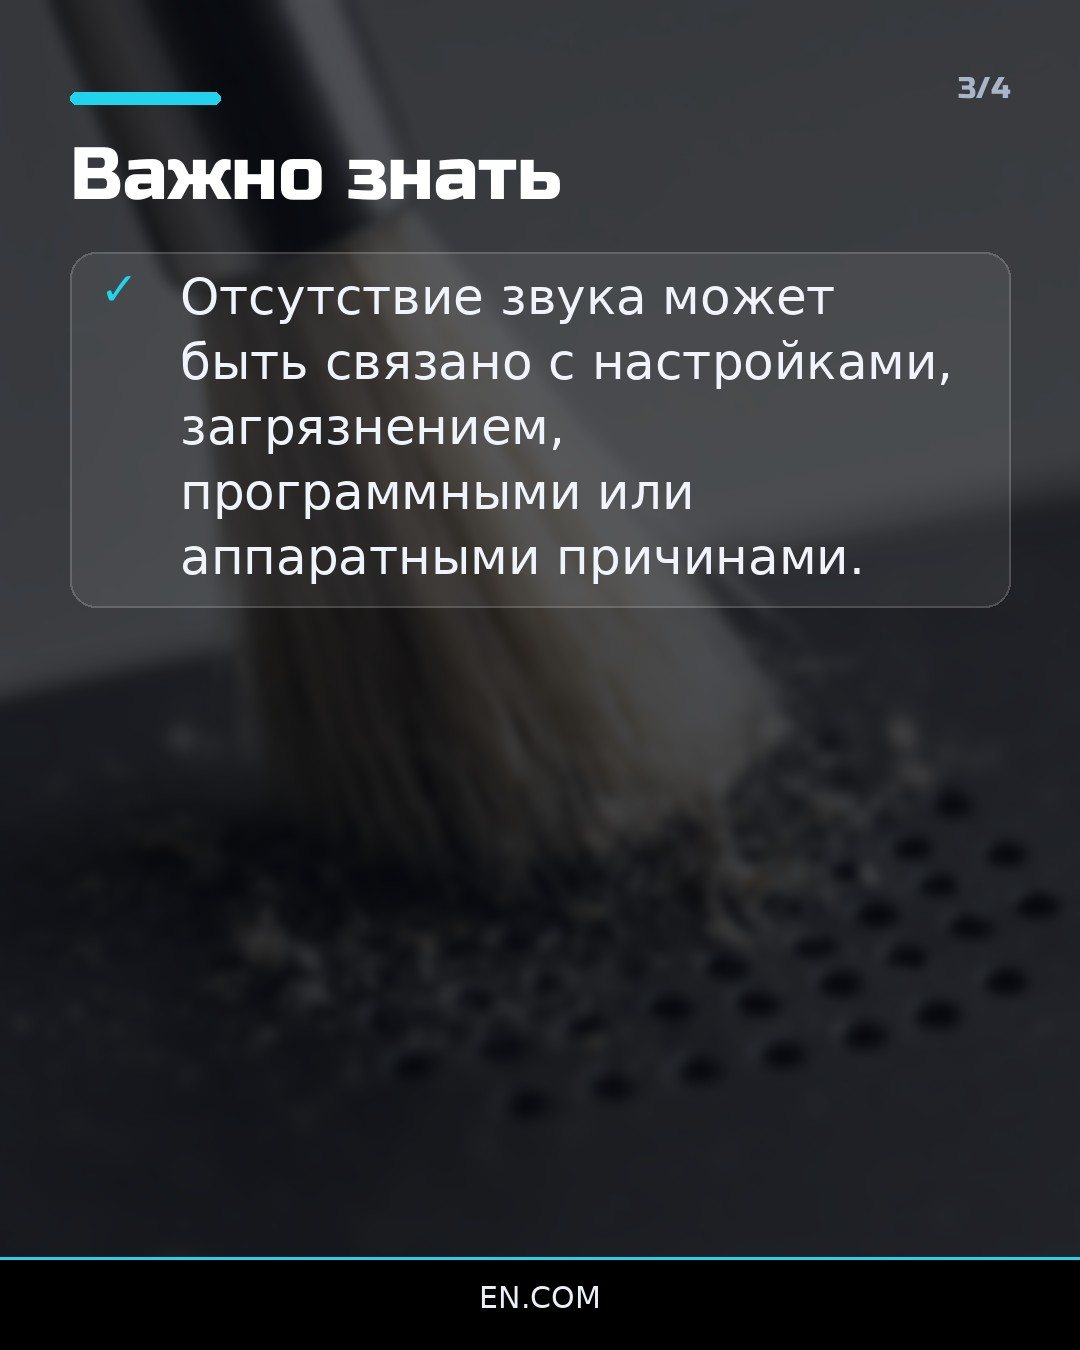 3/4
Важно знать
✓ Отсутствие звука может
быть связано с настройками,
загрязнением,
программными или
аппаратными причинами.
EN.COM